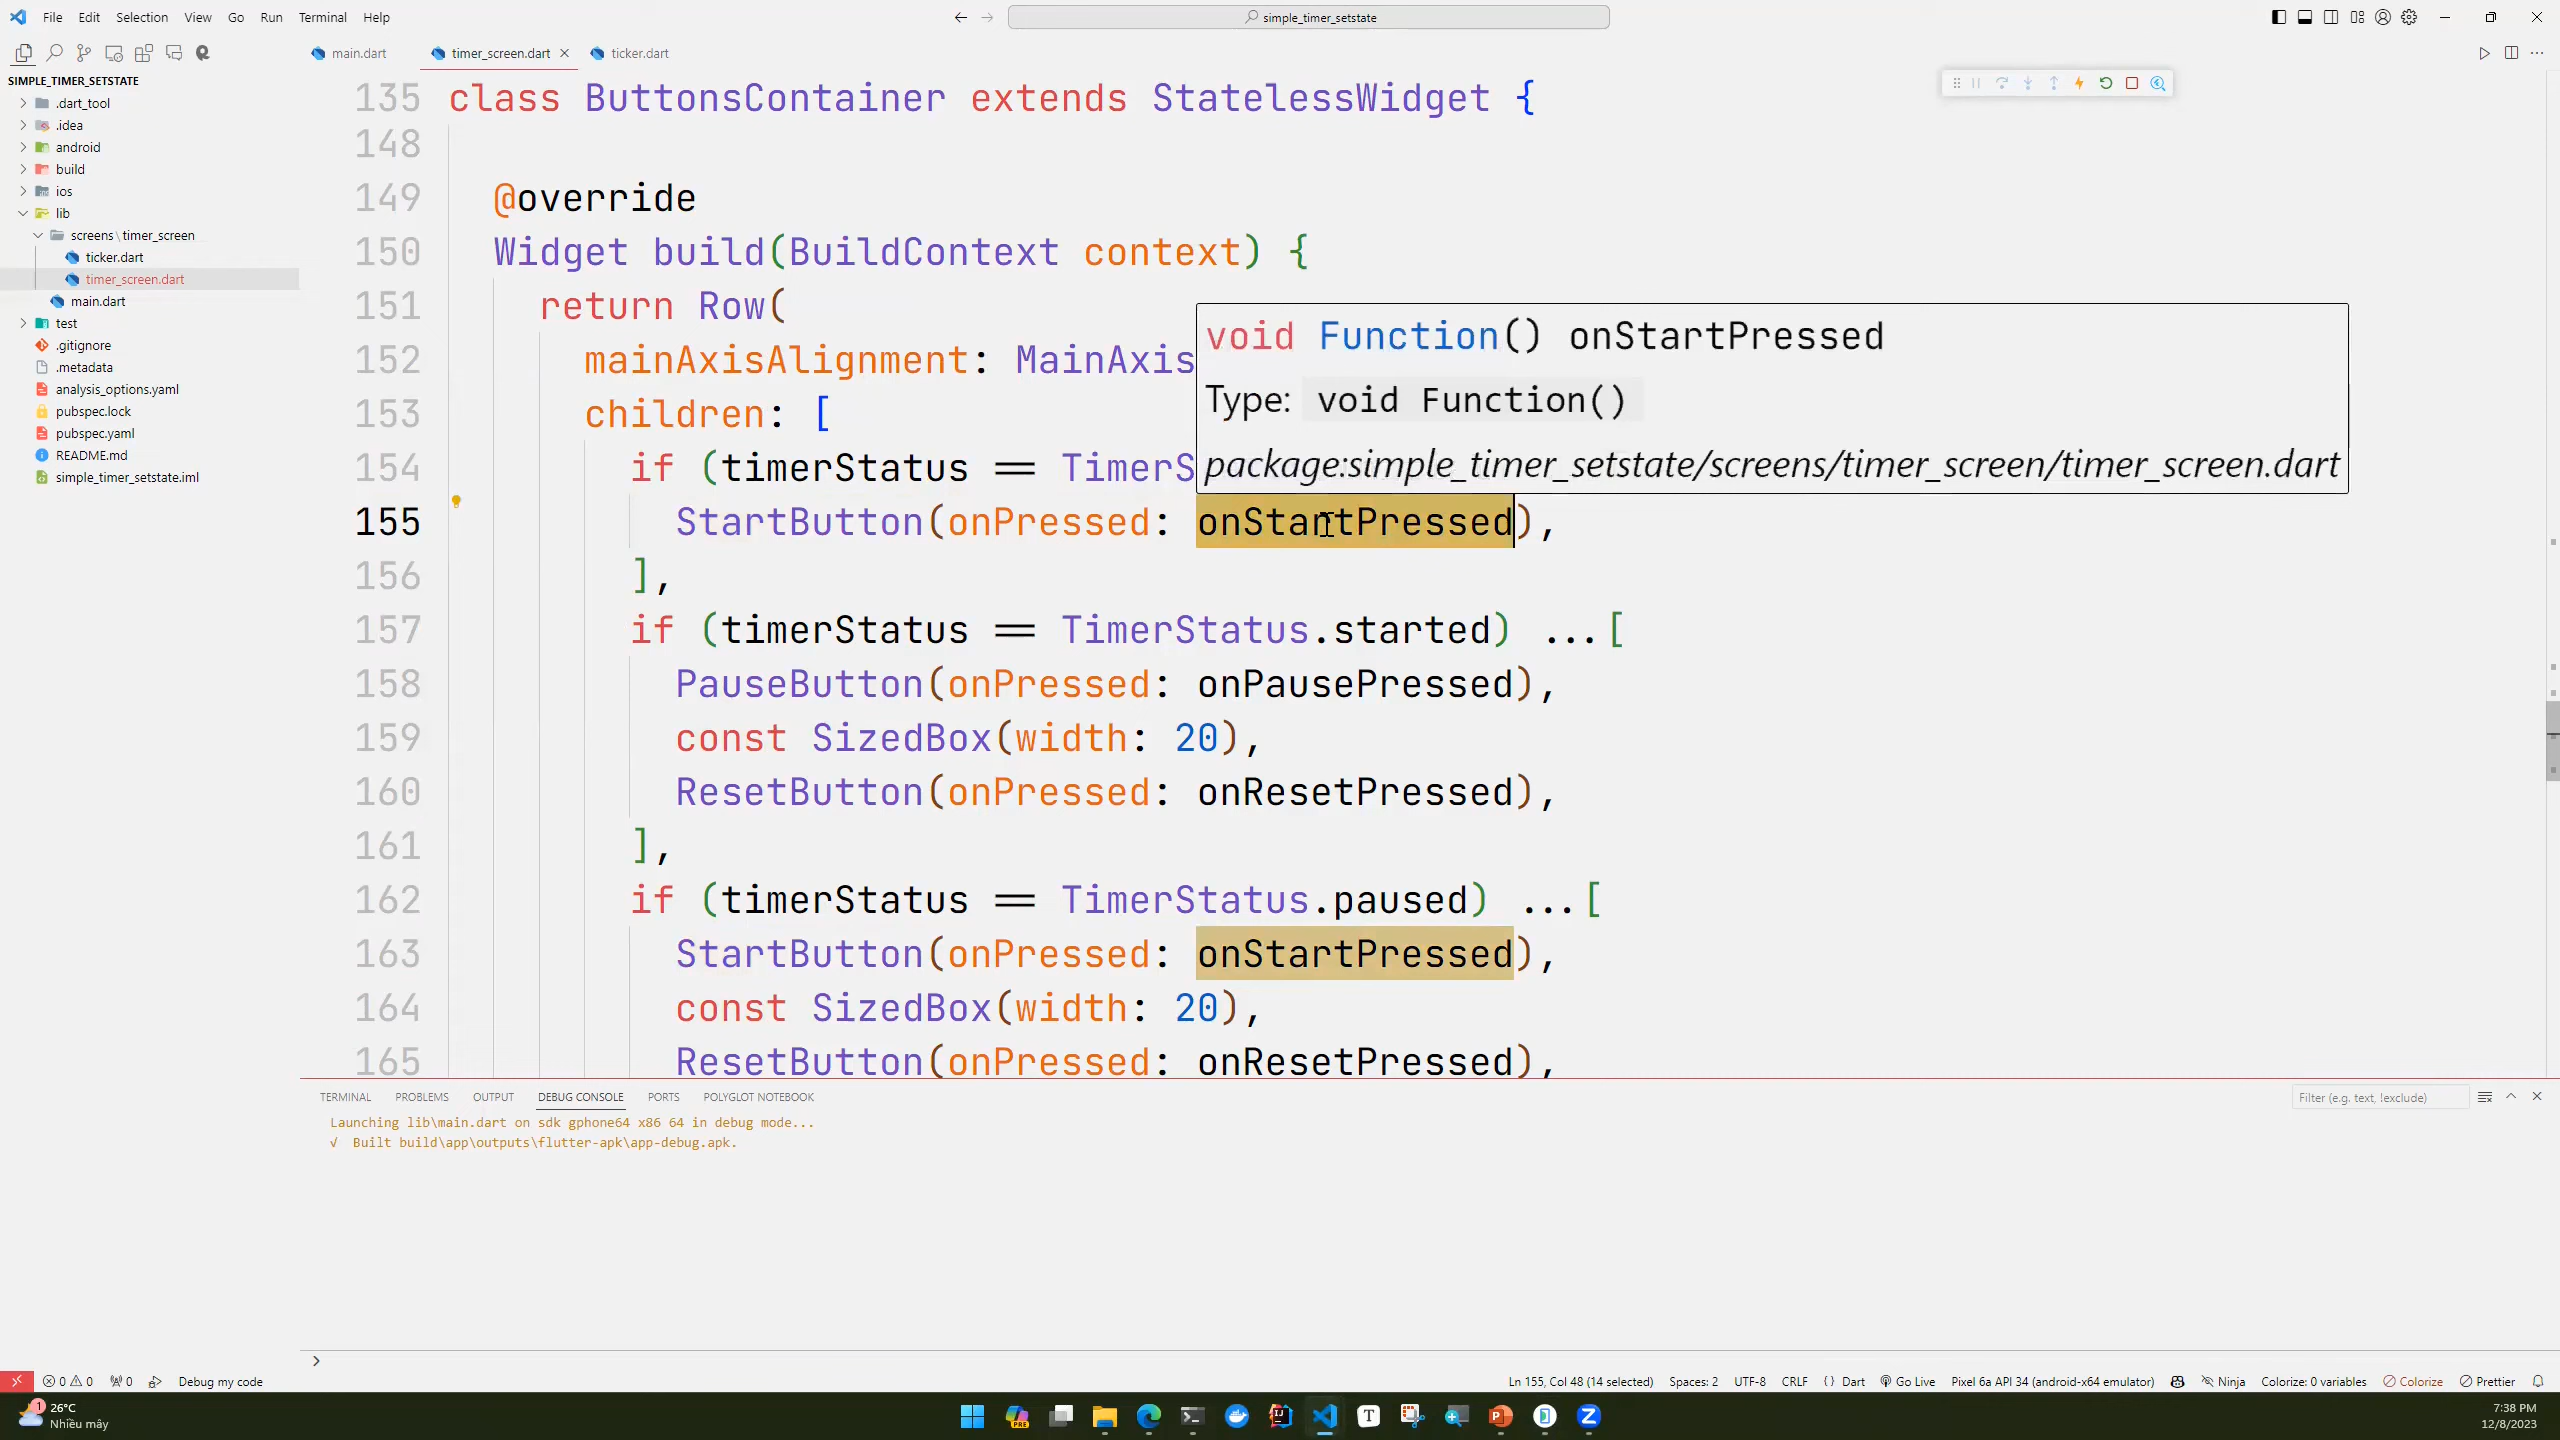 File Edit Selection View Go Run Terminal Help
simple_timer_setstate
main.dart
timer_screen.dart
ticker.dart
SIMPLE_TIMER_SETSTATE
.dart_tool
.idea
android
build
ios
lib
screens \ timer_screen
ticker.dart
timer_screen.dart
main.dart
test
.gitignore
.metadata
analysis_options.yaml
pubspec.lock
pubspec.yaml
README.md
simple_timer_setstate.iml
135 class ButtonsContainer extends StatelessWidget {
148
149 @override
150 Widget build(BuildContext context) {
151 return Row(
152 mainAxisAlignment: MainAxis
153 children: [
154 if (timerStatus == TimerS
155 StartButton(onPressed: onStartPressed),
156 ],
157 if (timerStatus == TimerStatus.started) ...[
158 PauseButton(onPressed: onPausePressed),
159 const SizedBox(width: 20),
160 ResetButton(onPressed: onResetPressed),
161 ],
162 if (timerStatus == TimerStatus.paused) ...[
163 StartButton(onPressed: onStartPressed),
164 const SizedBox(width: 20),
165 ResetButton(onPressed: onResetPressed),
void Function() onStartPressed
Type: void Function()
package:simple_timer_setstate/screens/timer_screen/timer_screen.dart
TERMINAL PROBLEMS OUTPUT DEBUG CONSOLE PORTS POLYGLOT NOTEBOOK
Filter (e.g. text, !exclude)
Launching lib\main.dart on sdk gphone64 x86 64 in debug mode...
√ Built build\app\outputs\flutter-apk\app-debug.apk.
0 0 0 Debug my code
Ln 155, Col 48 (14 selected) Spaces: 2 UTF-8 CRLF { } Dart Go Live Pixel 6a API 34 (android-x64 emulator) Ninja Colorize: 0 variables Colorize Prettier
1
26°C
Nhiều mây
PRE
T
7:38 PM
12/8/2023